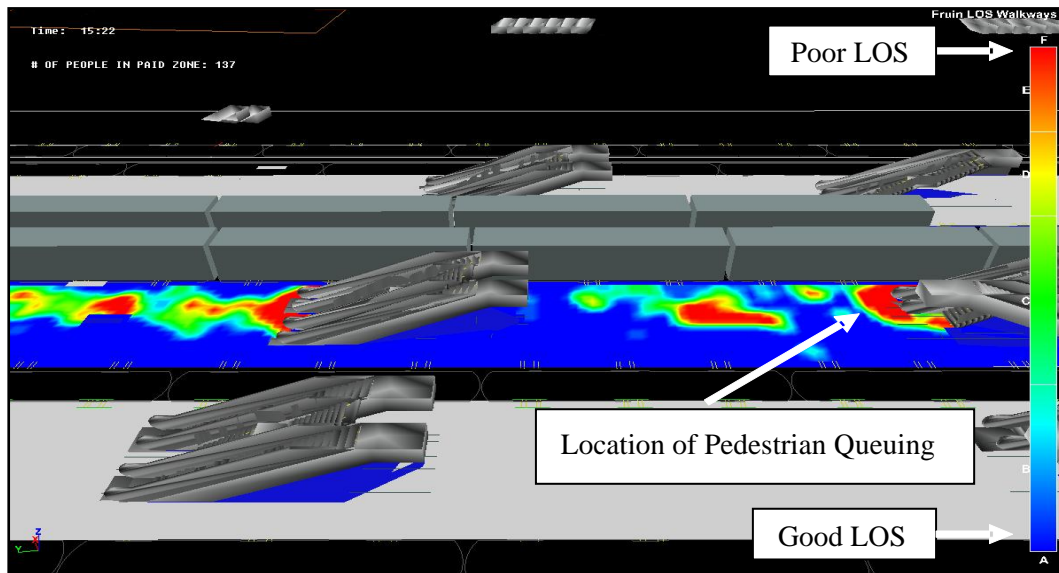 Fruin LOS Walkways
Time: 15:22
F
Poor LOS
# OF PEOPLE IN PAID ZONE: 137
E
D
C
Location of Pedestrian Queuing
B
Good LOS
A
Z
X
Y